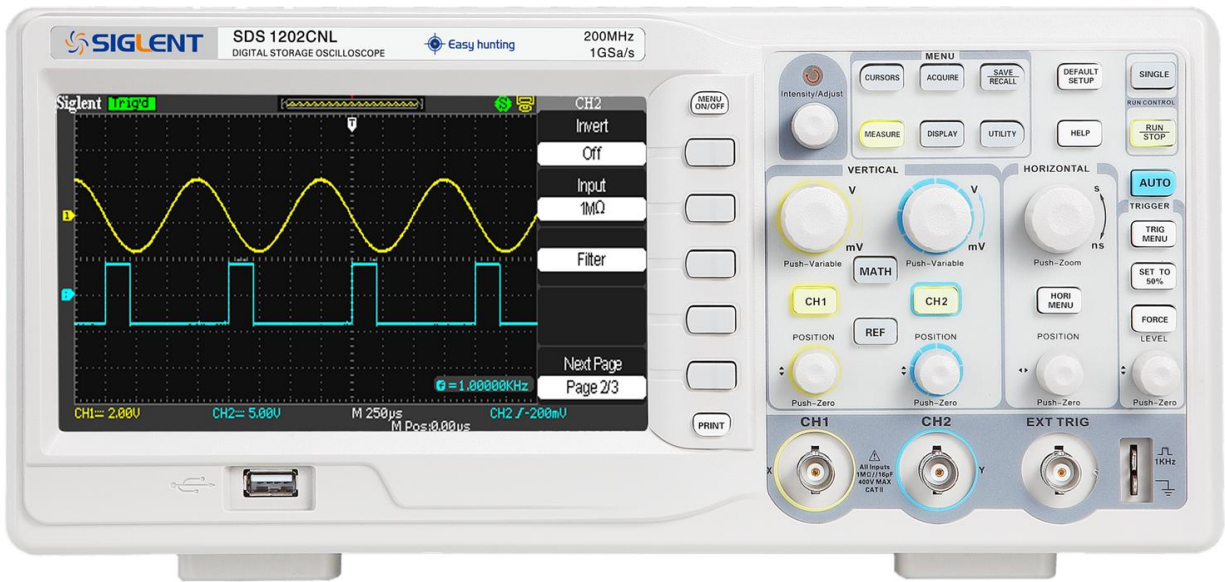 SIGLENT
SDS 1202CNL
DIGITAL STORAGE OSCILLOSCOPE
Easy hunting
200MHz
1GSa/s
Siglent Trig'd
T
1
CH2
Invert
Off
Input
1MΩ
Filter
Next Page
Page 2/3
=1.00000KHz
CH1 2.00V
CH2 5.00V
M 250µs
M Pos:0.00µs
CH2 -200mV
MENU
ON/OFF
PRINT
Intensity/Adjust
MENU
CURSORS
ACQUIRE
SAVE
RECALL
DEFAULT
SETUP
SINGLE
RUN CONTROL
MEASURE
DISPLAY
UTILITY
HELP
RUN
STOP
VERTICAL
V
mV
Push-Variable
V
mV
Push-Variable
MATH
CH1
CH2
REF
POSITION
POSITION
Push-Zero
Push-Zero
HORIZONTAL
s
ns
Push-Zoom
HORI
MENU
POSITION
Push-Zero
AUTO
TRIGGER
TRIG
MENU
SET TO
50%
FORCE
LEVEL
Push-Zero
CH1
CH2
EXT TRIG
X
All Inputs
1MΩ//16pF
400V MAX
CAT II
Y
1KHz